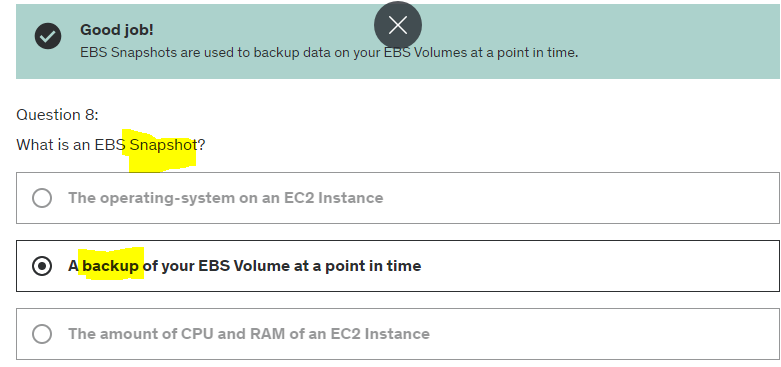 Good job!
EBS Snapshots are used to backup data on your EBS Volumes at a point in time.
Question 8:
What is an EBS Snapshot?
The operating-system on an EC2 Instance
A backup of your EBS Volume at a point in time
The amount of CPU and RAM of an EC2 Instance